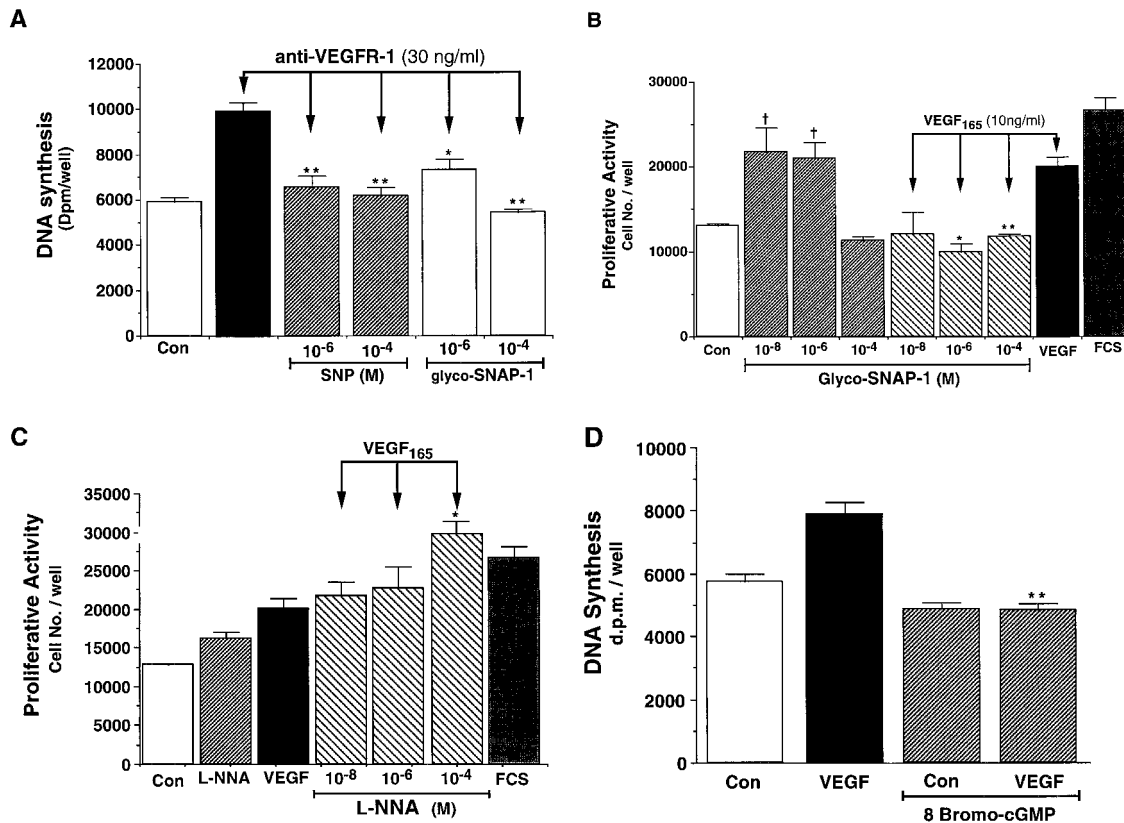 A
anti-VEGFR-1 (30 ng/ml)
DNA synthesis
(Dpm/well)
12000
10000
8000
6000
4000
2000
0
**
**
*
**
Con
10-6
10-4
10-6
10-4
SNP (M)
glyco-SNAP-1
B
Proliferative Activity
Cell No. / well
30000
20000
10000
0
VEGF165 (10ng/ml)
†
†
*
**
Con
10-8
10-6
10-4
10-8
10-6
10-4
VEGF
FCS
Glyco-SNAP-1 (M)
C
VEGF165
Proliferative Activity
Cell No. / well
35000
30000
25000
20000
15000
10000
5000
0
*
Con
L-NNA
VEGF
10-8
10-6
10-4
FCS
L-NNA (M)
D
DNA Synthesis
d.p.m. / well
10000
8000
6000
4000
2000
0
**
Con
VEGF
Con
VEGF
8 Bromo-cGMP